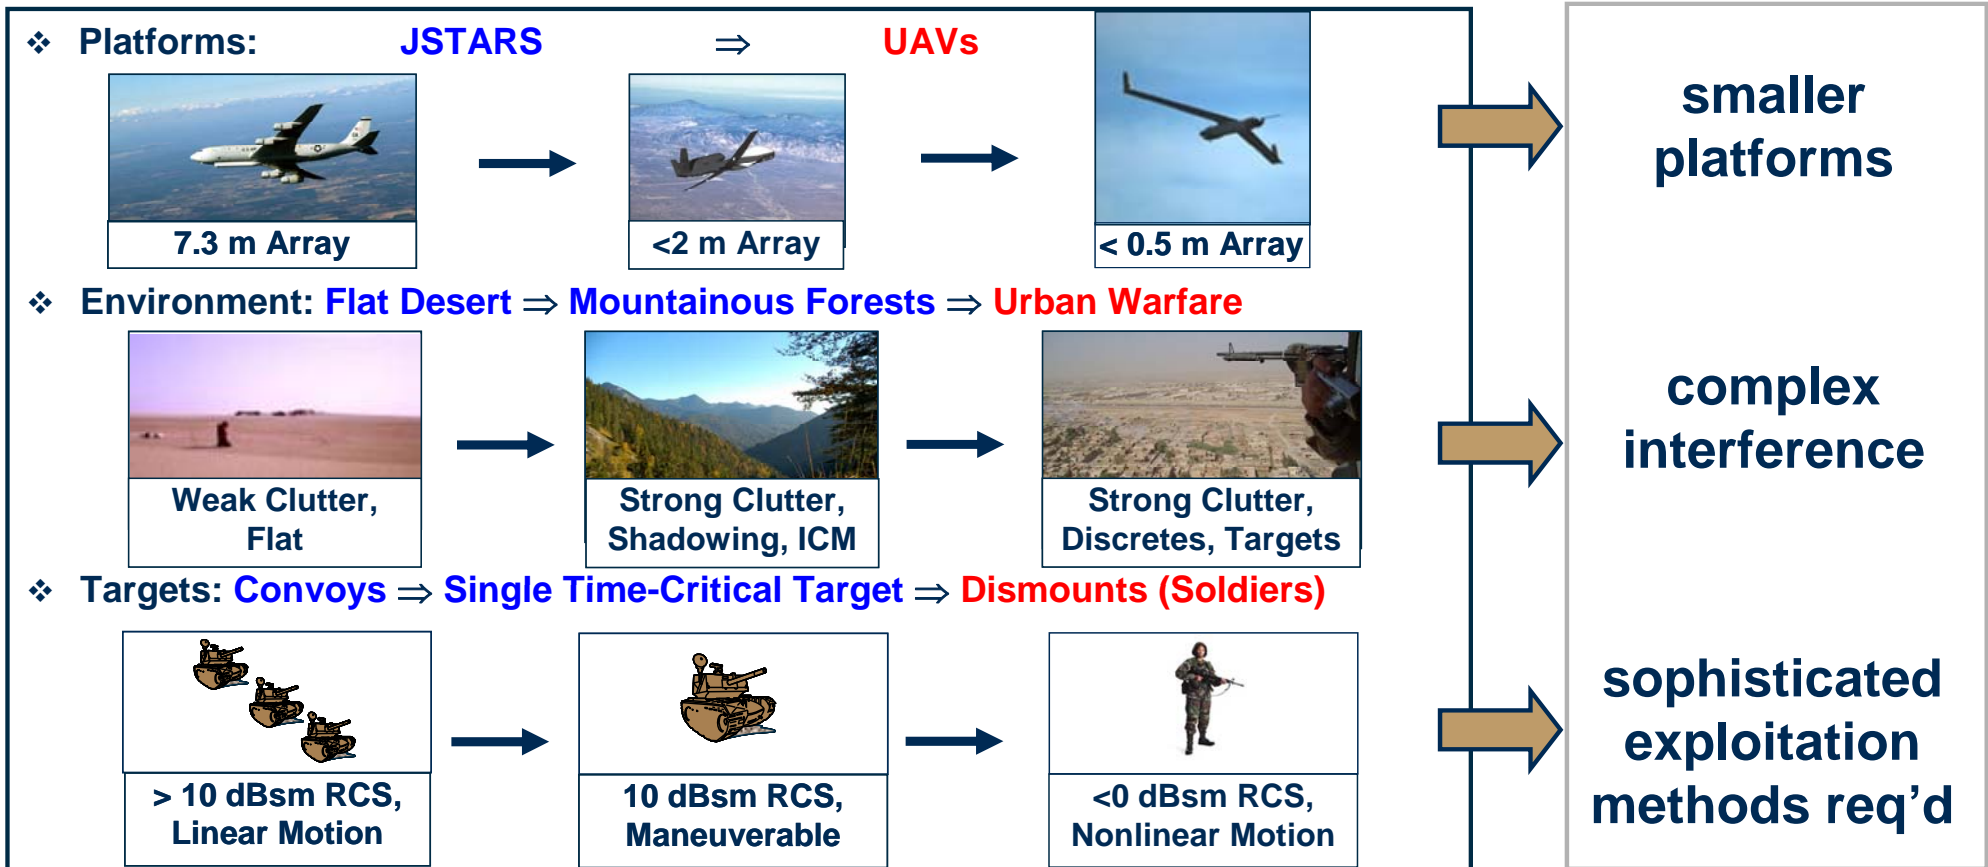 ❖ Platforms: JSTARS ⇒ UAVs
7.3 m Array
<2 m Array
< 0.5 m Array
smaller
platforms
❖ Environment: Flat Desert ⇒ Mountainous Forests ⇒ Urban Warfare
Weak Clutter,
Flat
Strong Clutter,
Shadowing, ICM
Strong Clutter,
Discretes, Targets
complex
interference
❖ Targets: Convoys ⇒ Single Time-Critical Target ⇒ Dismounts (Soldiers)
> 10 dBsm RCS,
Linear Motion
10 dBsm RCS,
Maneuverable
<0 dBsm RCS,
Nonlinear Motion
sophisticated
exploitation
methods req’d